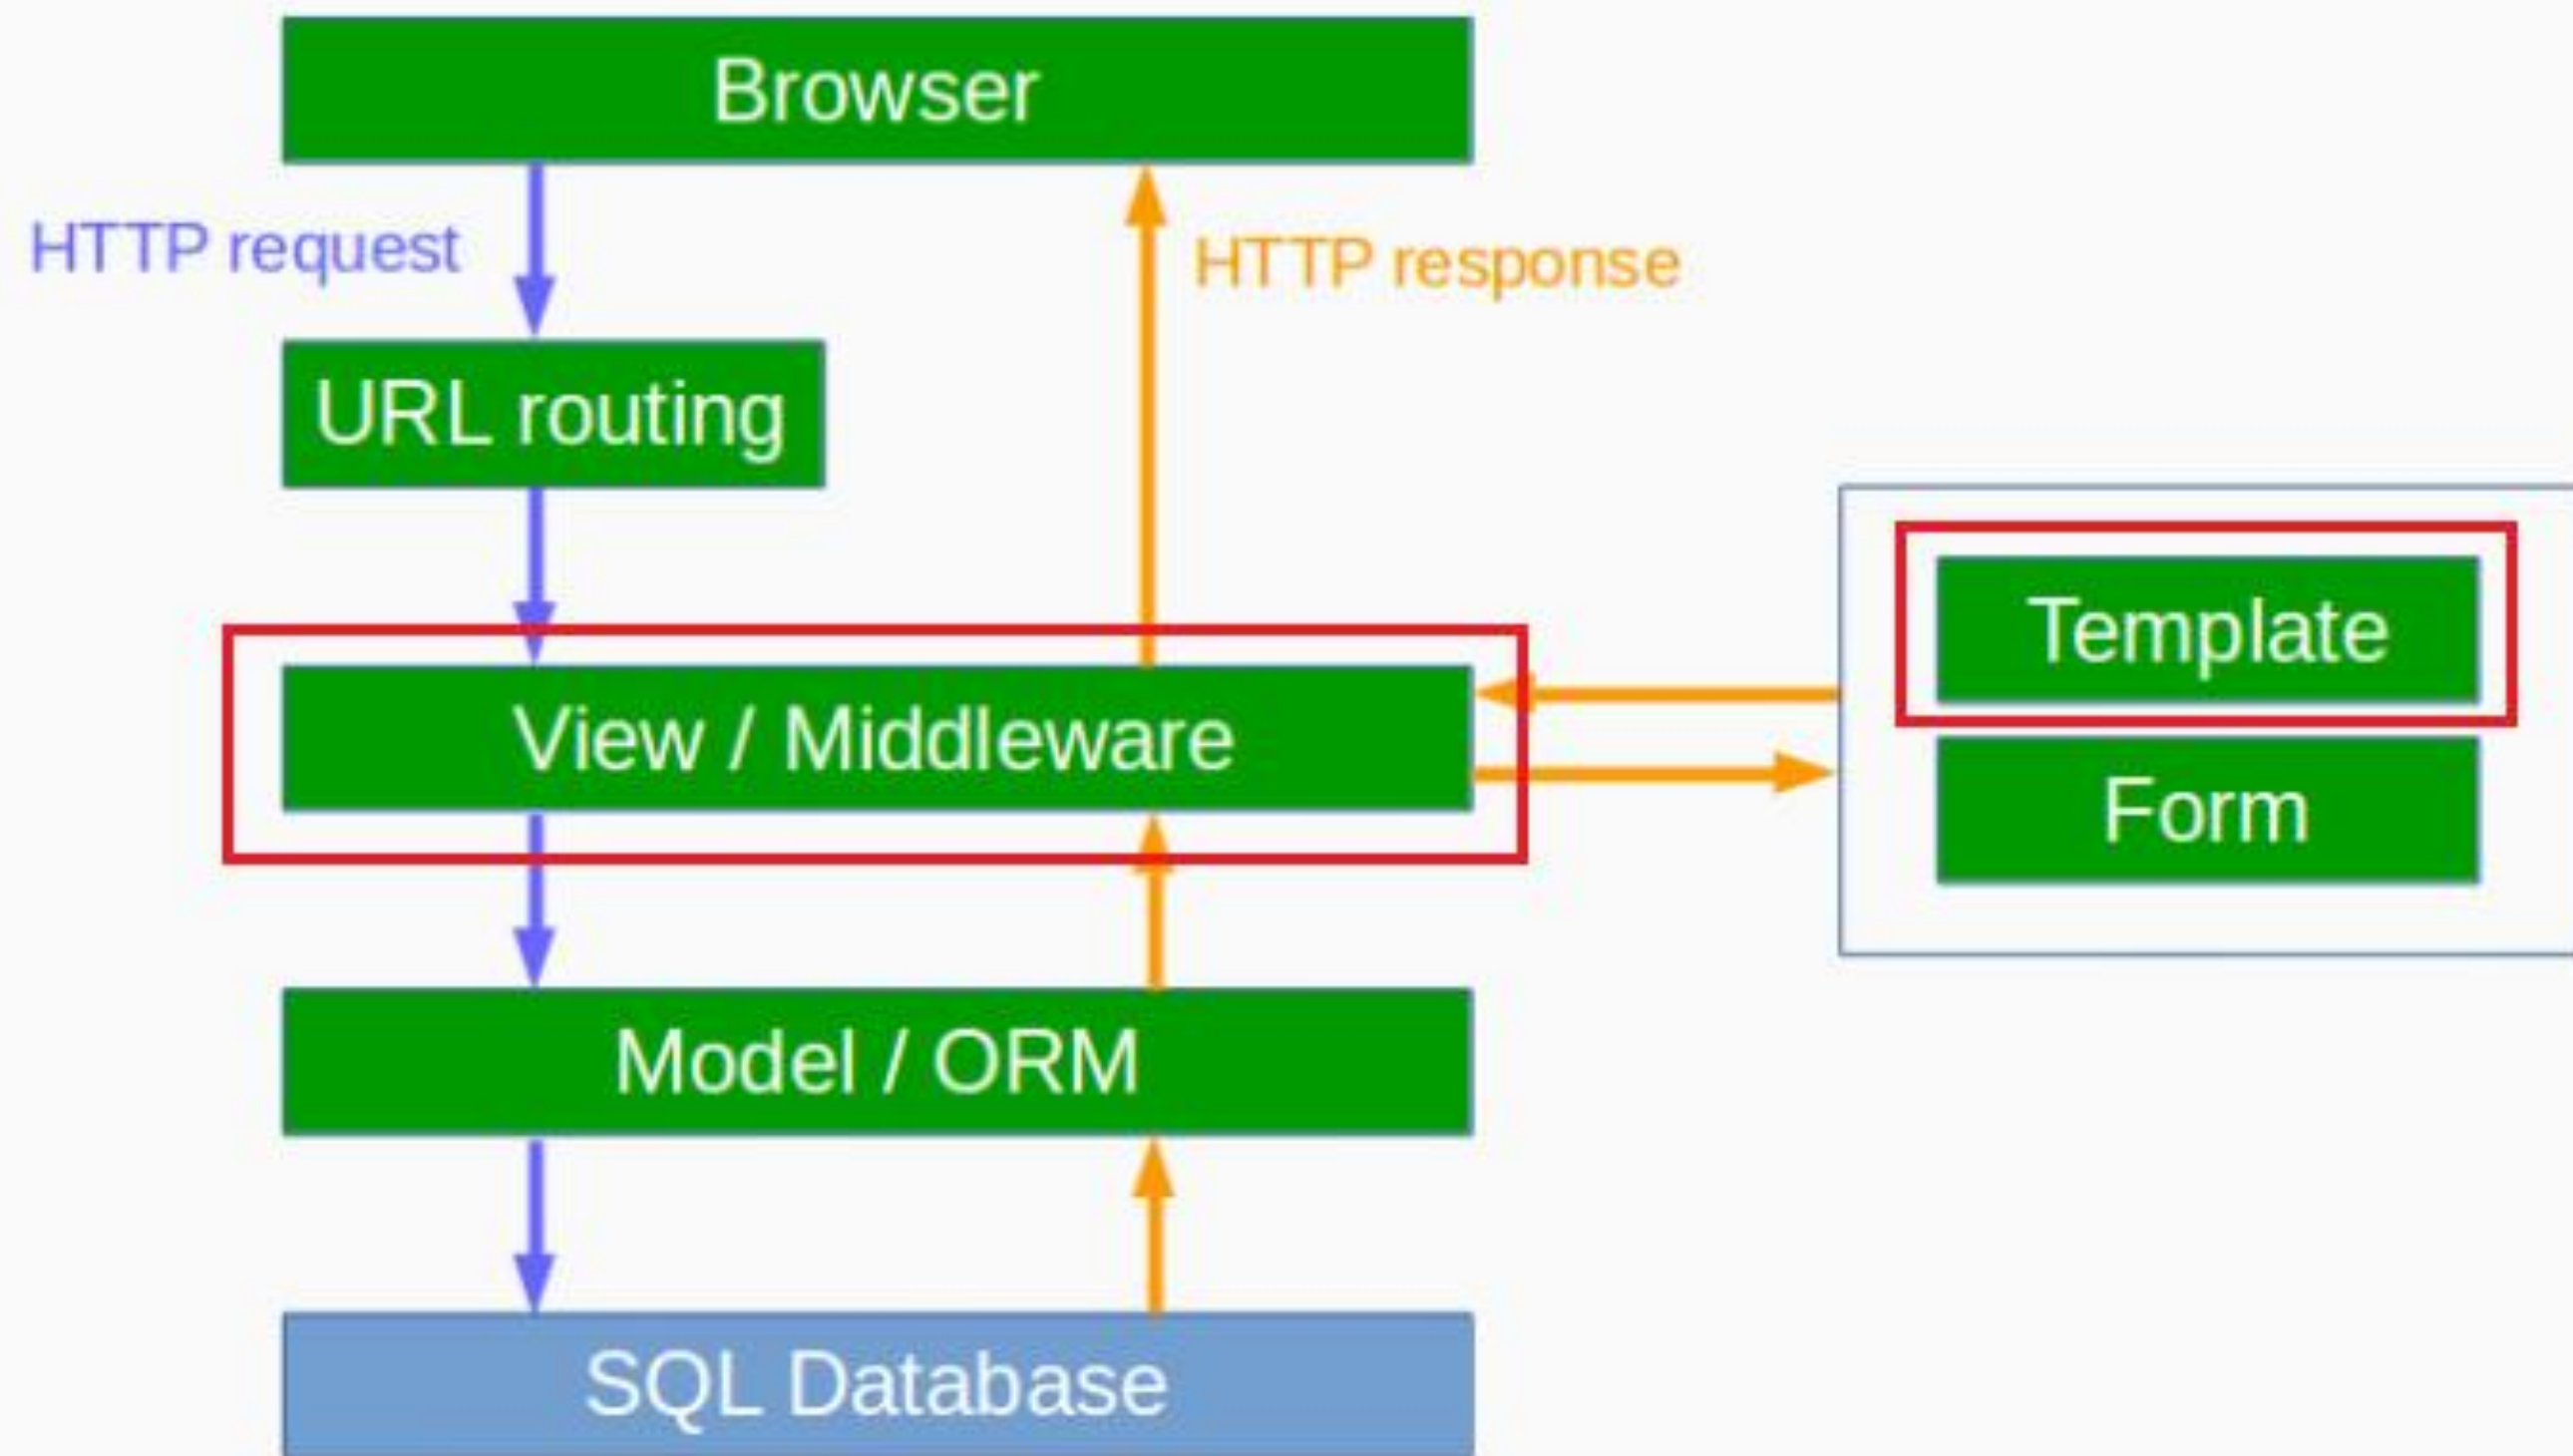 Browser
HTTP request
HTTP response
URL routing
Template
View / Middleware
Form
Model / ORM
SQL Database